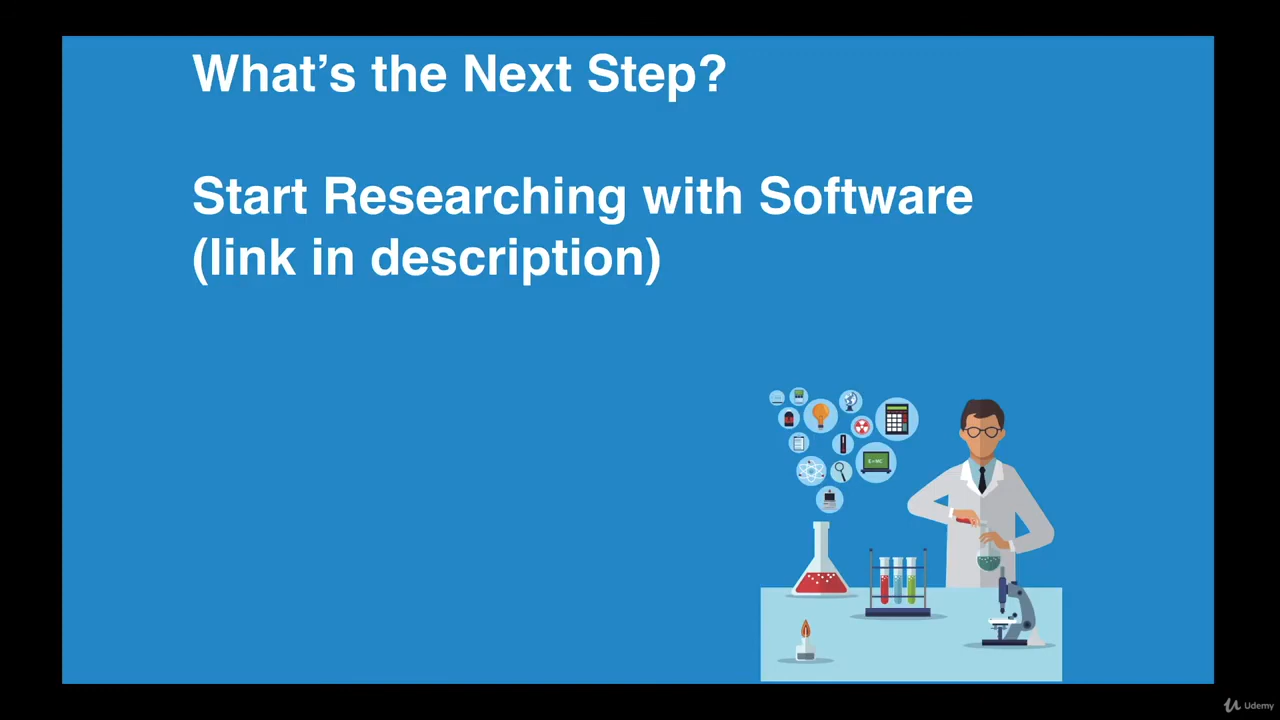 What's the Next Step?
Start Researching with Software
(link in description)
Udemy